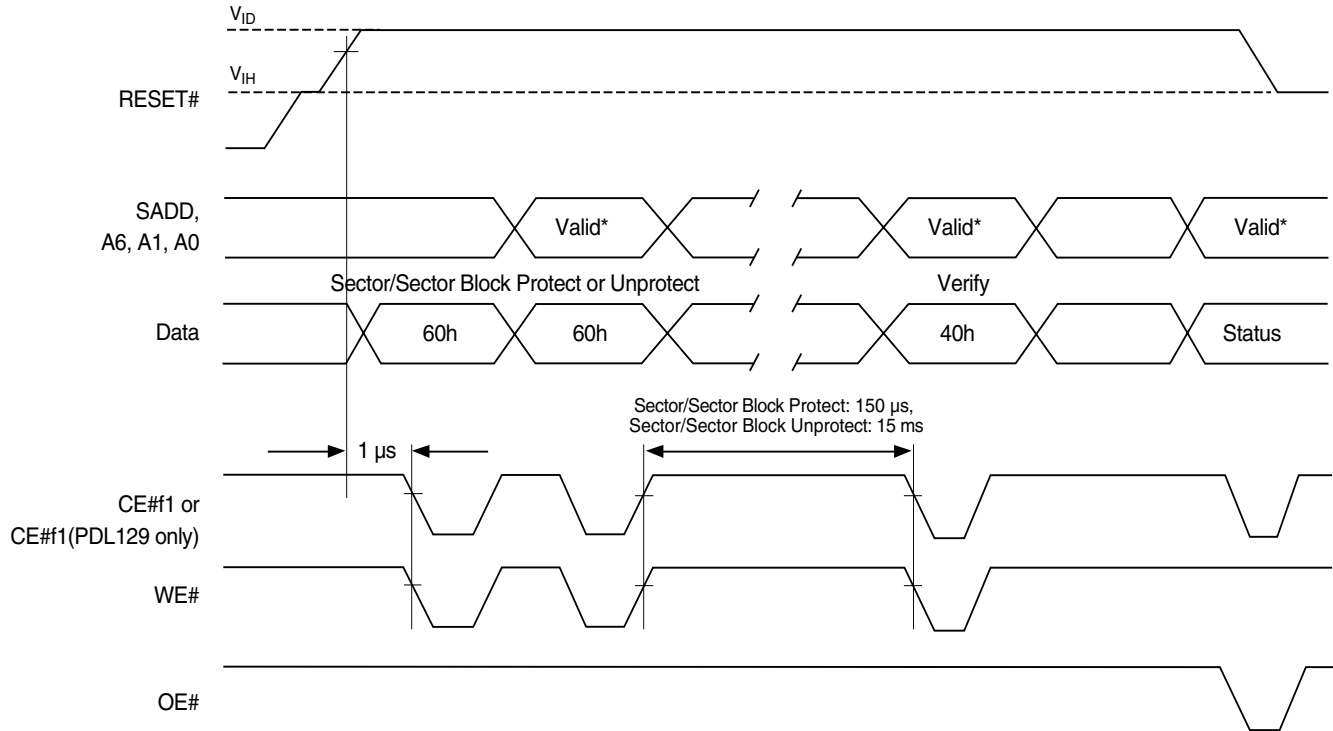 VID
VIH
RESET#
SADD,
A6, A1, A0
Valid*
Valid*
Valid*
Sector/Sector Block Protect or Unprotect
Verify
Data
60h
60h
40h
Status
Sector/Sector Block Protect: 150 µs,
Sector/Sector Block Unprotect: 15 ms
1 µs
CE#f1 or
CE#f1(PDL129 only)
WE#
OE#